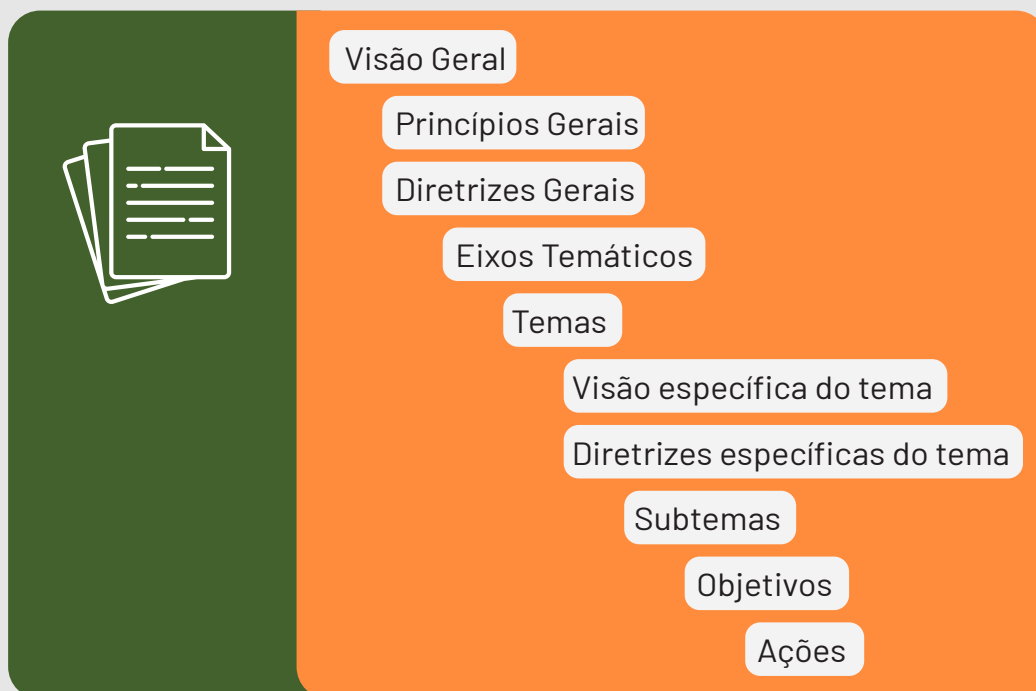 Visão Geral
Princípios Gerais
Diretrizes Gerais
Eixos Temáticos
Temas
Visão específica do tema
Diretrizes específicas do tema
Subtemas
Objetivos
Ações